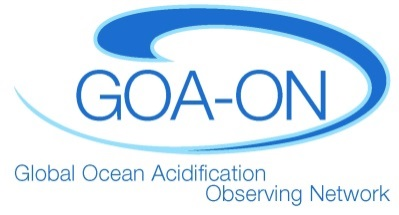 GOA-ON
Global Ocean Acidification
Observing Network